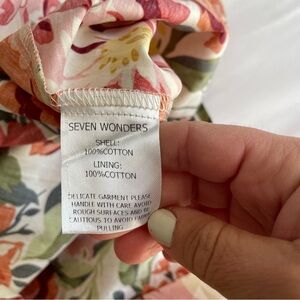 SEVEN WONDERS
SHELL:
100%COTTON
LINING:
100%COTTON
DELICATE GARMENT PLEASE
HANDLE WITH CARE AVOID
ROUGH SURFACES AND BE
CAUTIOUS TO AVOID FABRIC
PULLING